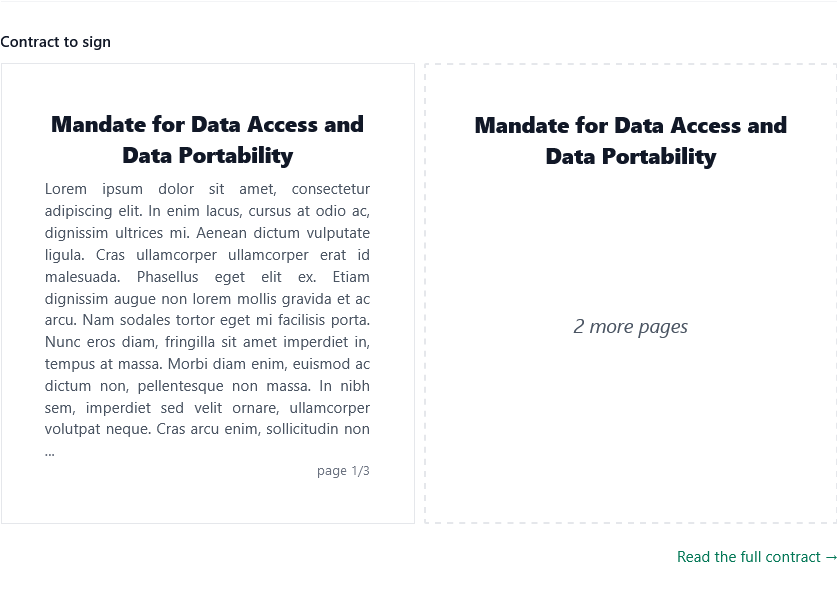 Contract to sign
Mandate for Data Access and
Data Portability
Lorem ipsum dolor sit amet, consectetur
adipiscing elit. In enim lacus, cursus at odio ac,
dignissim ultrices mi. Aenean dictum vulputate
ligula. Cras ullamcorper ullamcorper erat id
malesuada. Phasellus eget elit ex. Etiam
dignissim augue non lorem mollis gravida et ac
arcu. Nam sodales tortor eget mi facilisis porta.
Nunc eros diam, fringilla sit amet imperdiet in,
tempus at massa. Morbi diam enim, euismod ac
dictum non, pellentesque non massa. In nibh
sem, imperdiet sed velit ornare, ullamcorper
volutpat neque. Cras arcu enim, sollicitudin non
...
page 1/3
Mandate for Data Access and
Data Portability
2 more pages
Read the full contract →